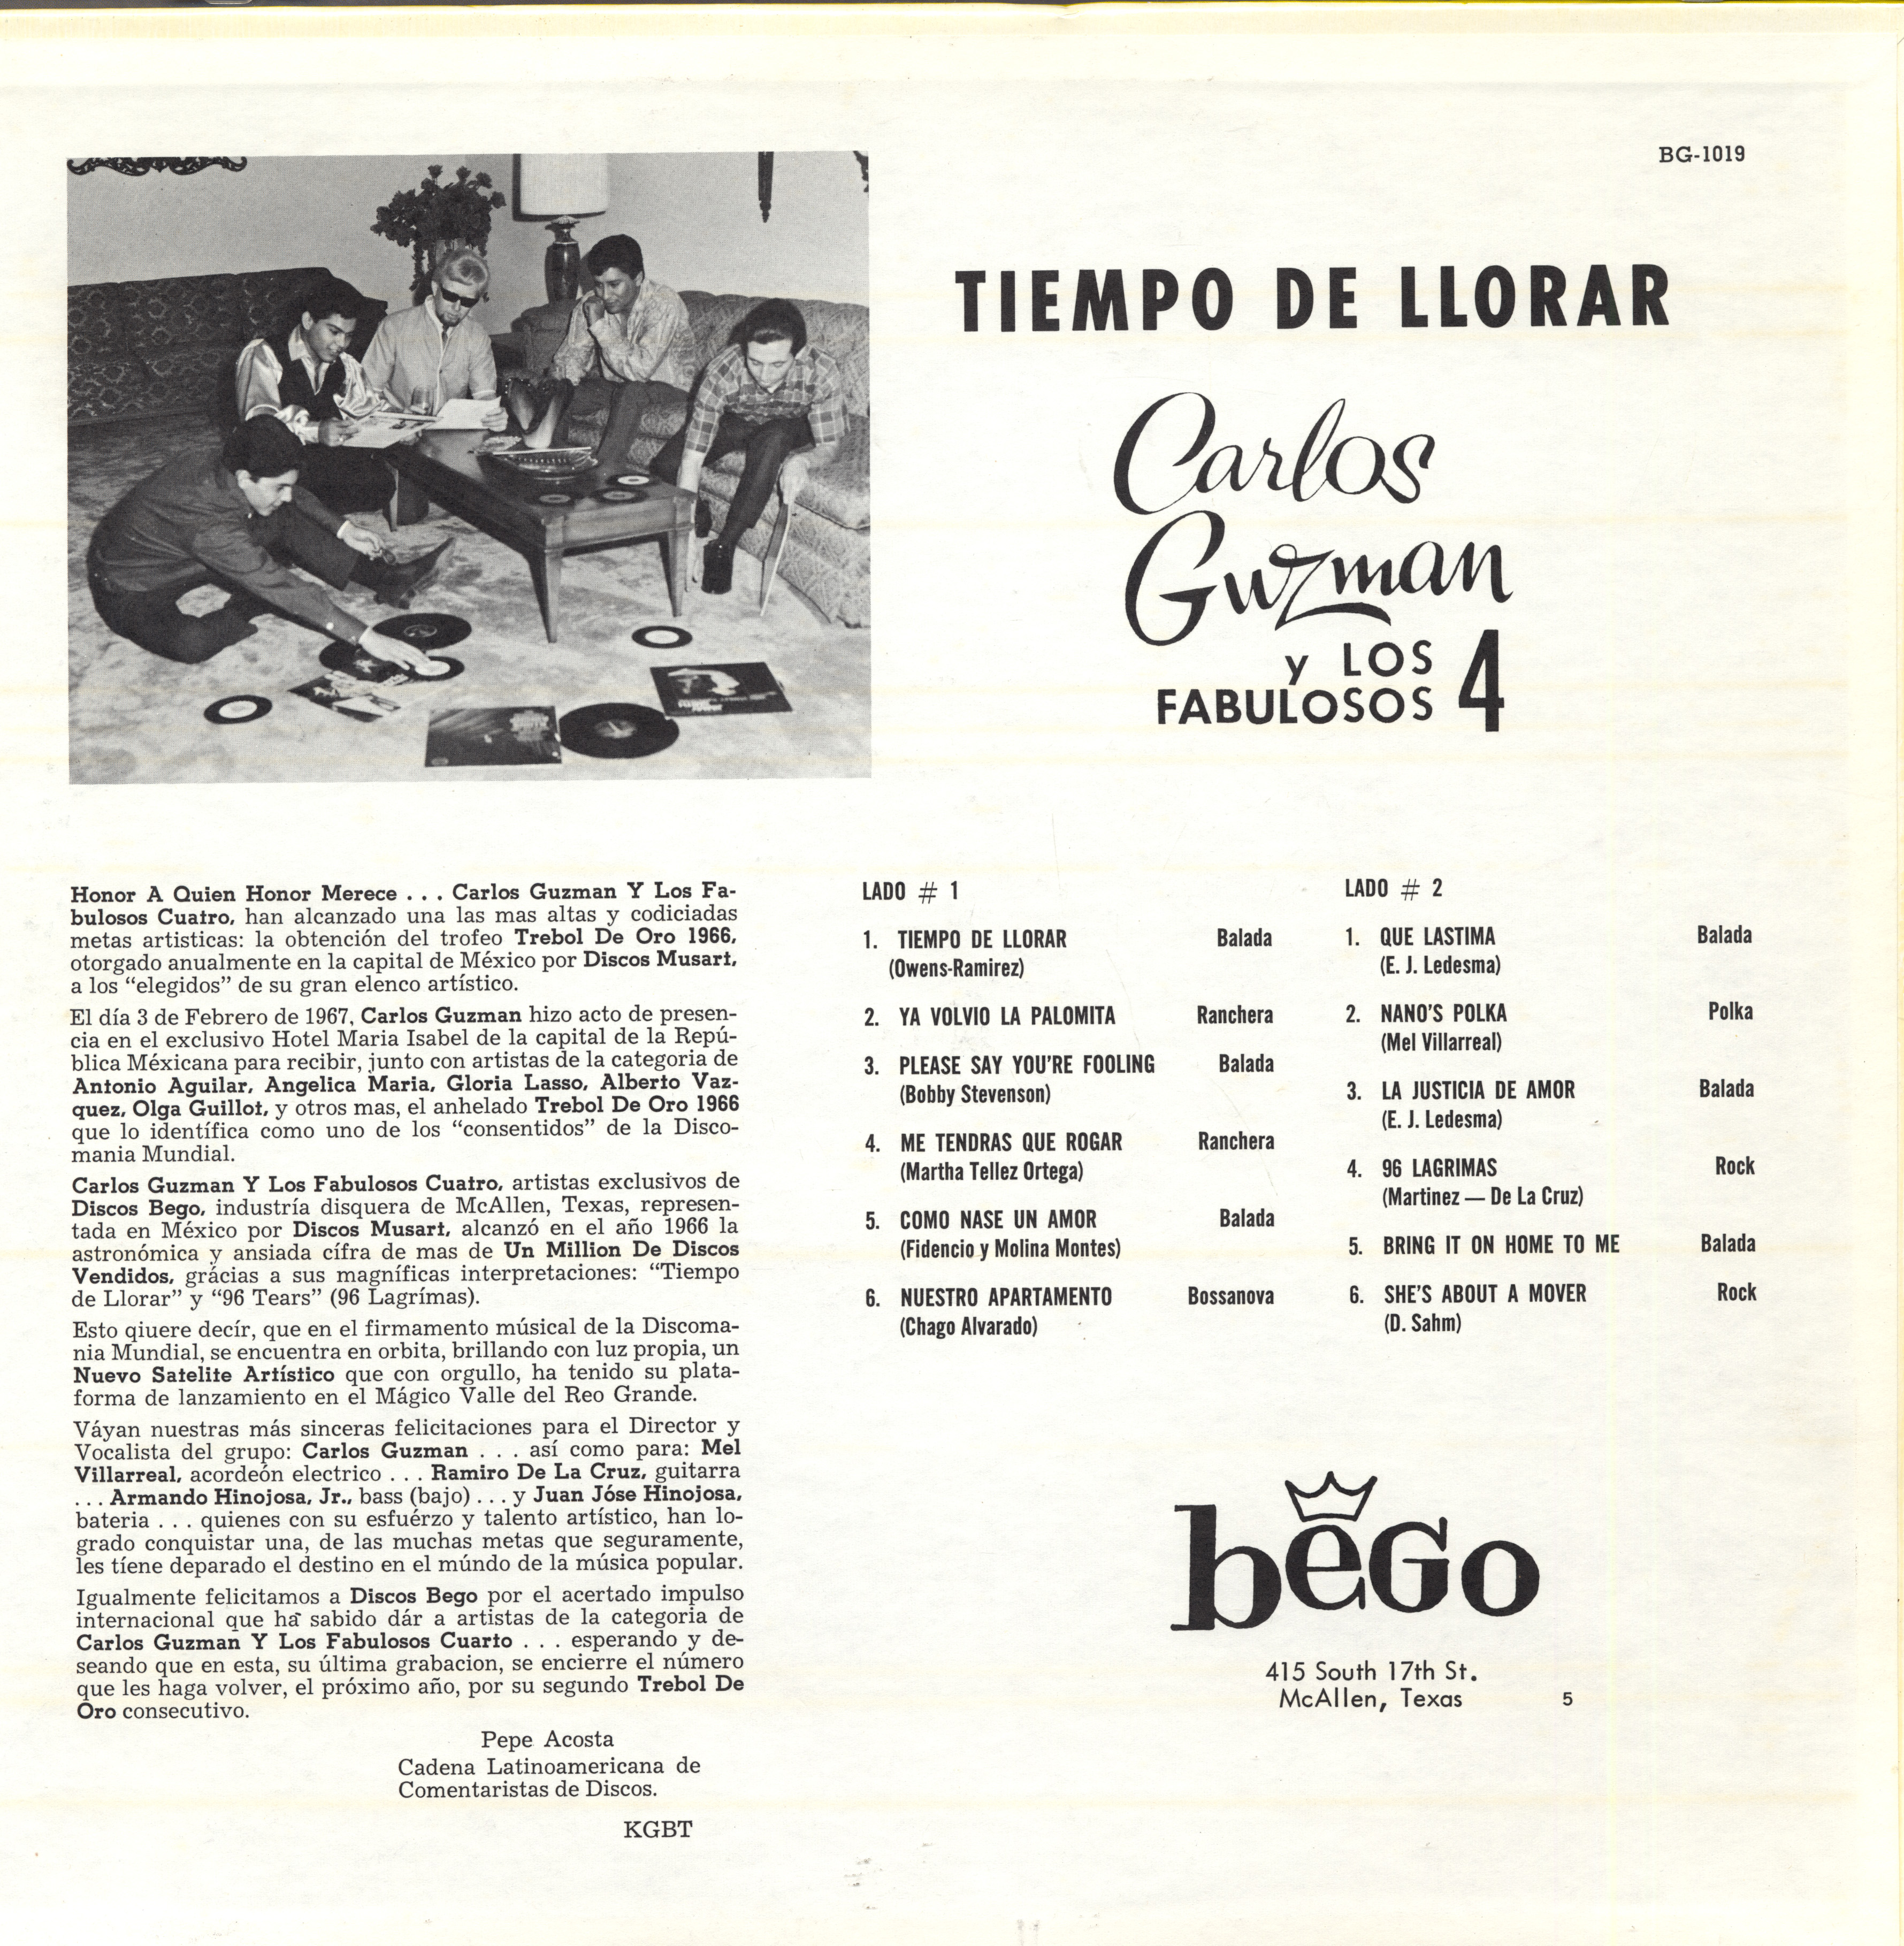 BG-1019
TIEMPO DE LLORAR
Carlos
Guzman
y LOS
FABULOSOS 4
Honor A Quien Honor Merece . . . Carlos Guzman Y Los Fa-
bulosos Cuatro, han alcanzado una las mas altas y codiciadas
metas artisticas: la obtención del trofeo Trebol De Oro 1966,
otorgado anualmente en la capital de México por Discos Musart,
a los “elegidos” de su gran elenco artístico.
El día 3 de Febrero de 1967, Carlos Guzman hizo acto de presen-
cia en el exclusivo Hotel Maria Isabel de la capital de la Repú-
blica Méxicana para recibir, junto con artistas de la categoria de
Antonio Aguilar, Angelica Maria, Gloria Lasso, Alberto Vaz-
quez, Olga Guillot, y otros mas, el anhelado Trebol De Oro 1966
que lo identífica como uno de los “consentidos” de la Disco-
mania Mundial.
Carlos Guzman Y Los Fabulosos Cuatro, artistas exclusivos de
Discos Bego, industría disquera de McAllen, Texas, represen-
tada en México por Discos Musart, alcanzó en el año 1966 la
astronómica y ansiada cífra de mas de Un Million De Discos
Vendidos, grácias a sus magníficas interpretaciones: “Tiempo
de Llorar” y “96 Tears” (96 Lagrímas).
Esto qiuere decír, que en el firmamento músical de la Discoma-
nia Mundial, se encuentra en orbita, brillando con luz propia, un
Nuevo Satelite Artístico que con orgullo, ha tenido su plata-
forma de lanzamiento en el Mágico Valle del Reo Grande.
Váyan nuestras más sinceras felicitaciones para el Director y
Vocalista del grupo: Carlos Guzman . . . así como para: Mel
Villarreal, acordeón electrico . . . Ramiro De La Cruz, guitarra
. . . Armando Hinojosa, Jr., bass (bajo) . . . y Juan Jóse Hinojosa,
bateria . . . quienes con su esfuérzo y talento artístico, han lo-
grado conquistar una, de las muchas metas que seguramente,
les tíene deparado el destino en el múndo de la música popular.
Igualmente felicitamos a Discos Bego por el acertado impulso
internacional que ha sabido dár a artistas de la categoria de
Carlos Guzman Y Los Fabulosos Cuarto . . . esperando y de-
seando que en esta, su última grabacion, se encierre el número
que les haga volver, el próximo año, por su segundo Trebol De
Oro consecutivo.
Pepe Acosta
Cadena Latinoamericana de
Comentaristas de Discos.
KGBT
LADO # 1
1. TIEMPO DE LLORAR Balada
(Owens-Ramirez)
2. YA VOLVIO LA PALOMITA Ranchera
3. PLEASE SAY YOU'RE FOOLING Balada
(Bobby Stevenson)
4. ME TENDRAS QUE ROGAR Ranchera
(Martha Tellez Ortega)
5. COMO NASE UN AMOR Balada
(Fidencio y Molina Montes)
6. NUESTRO APARTAMENTO Bossanova
(Chago Alvarado)
LADO # 2
1. QUE LASTIMA Balada
(E. J. Ledesma)
2. NANO'S POLKA Polka
(Mel Villarreal)
3. LA JUSTICIA DE AMOR Balada
(E. J. Ledesma)
4. 96 LAGRIMAS Rock
(Martinez — De La Cruz)
5. BRING IT ON HOME TO ME Balada
6. SHE'S ABOUT A MOVER Rock
(D. Sahm)
beGo
415 South 17th St.
McAllen, Texas 5